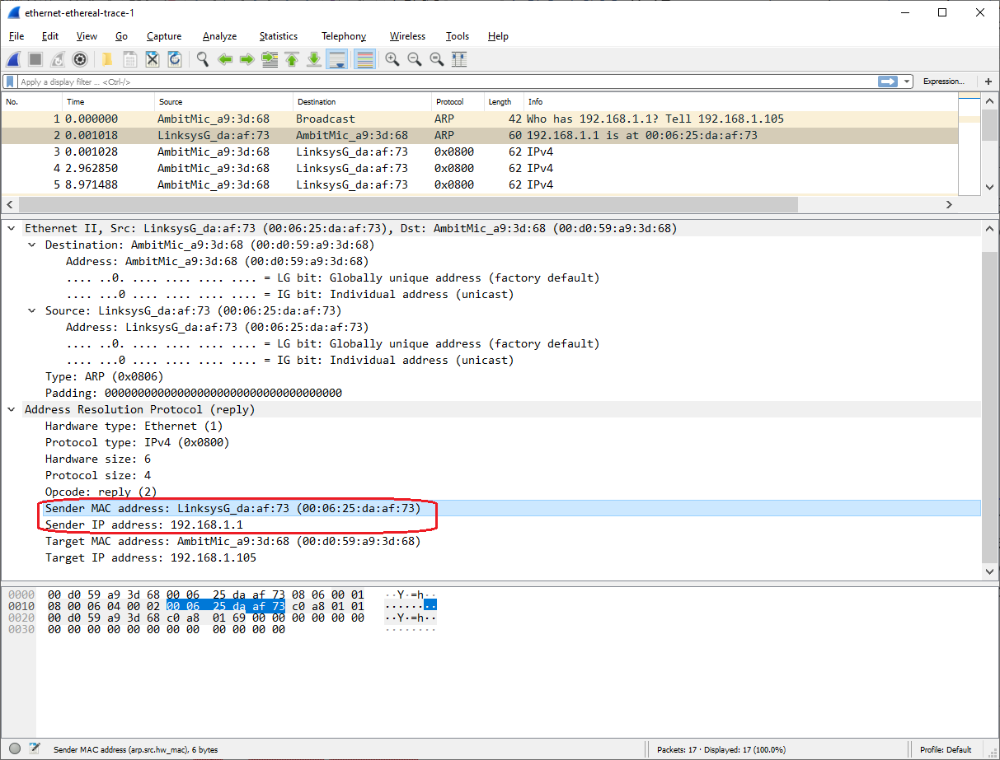 ethernet-ethereal-trace-1
File Edit View Go Capture Analyze Statistics Telephony Wireless Tools Help
Apply a display filter ... <Ctrl-/> Expression... +
No. Time Source Destination Protocol Length Info
1 0.000000 AmbitMic_a9:3d:68 Broadcast ARP 42 Who has 192.168.1.1? Tell 192.168.1.105
2 0.001018 LinksysG_da:af:73 AmbitMic_a9:3d:68 ARP 60 192.168.1.1 is at 00:06:25:da:af:73
3 0.001028 AmbitMic_a9:3d:68 LinksysG_da:af:73 0x0800 62 IPv4
4 2.962850 AmbitMic_a9:3d:68 LinksysG_da:af:73 0x0800 62 IPv4
5 8.971488 AmbitMic_a9:3d:68 LinksysG_da:af:73 0x0800 62 IPv4
Ethernet II, Src: LinksysG_da:af:73 (00:06:25:da:af:73), Dst: AmbitMic_a9:3d:68 (00:d0:59:a9:3d:68)
Destination: AmbitMic_a9:3d:68 (00:d0:59:a9:3d:68)
Address: AmbitMic_a9:3d:68 (00:d0:59:a9:3d:68)
.... ..0. .... .... .... .... = LG bit: Globally unique address (factory default)
.... ...0 .... .... .... .... = IG bit: Individual address (unicast)
Source: LinksysG_da:af:73 (00:06:25:da:af:73)
Address: LinksysG_da:af:73 (00:06:25:da:af:73)
.... ..0. .... .... .... .... = LG bit: Globally unique address (factory default)
.... ...0 .... .... .... .... = IG bit: Individual address (unicast)
Type: ARP (0x0806)
Padding: 000000000000000000000000000000000000
Address Resolution Protocol (reply)
Hardware type: Ethernet (1)
Protocol type: IPv4 (0x0800)
Hardware size: 6
Protocol size: 4
Opcode: reply (2)
Sender MAC address: LinksysG_da:af:73 (00:06:25:da:af:73)
Sender IP address: 192.168.1.1
Target MAC address: AmbitMic_a9:3d:68 (00:d0:59:a9:3d:68)
Target IP address: 192.168.1.105
0000 00 d0 59 a9 3d 68 00 06 25 da af 73 08 06 00 01 ··Y·=h··
0010 08 00 06 04 00 02 00 06 25 da af 73 c0 a8 01 01 ········
0020 00 d0 59 a9 3d 68 c0 a8 01 69 00 00 00 00 00 00 ··Y·=h··
0030 00 00 00 00 00 00 00 00 00 00 00 00 ········
Sender MAC address (arp.src.hw_mac), 6 bytes Packets: 17 · Displayed: 17 (100.0%) Profile: Default